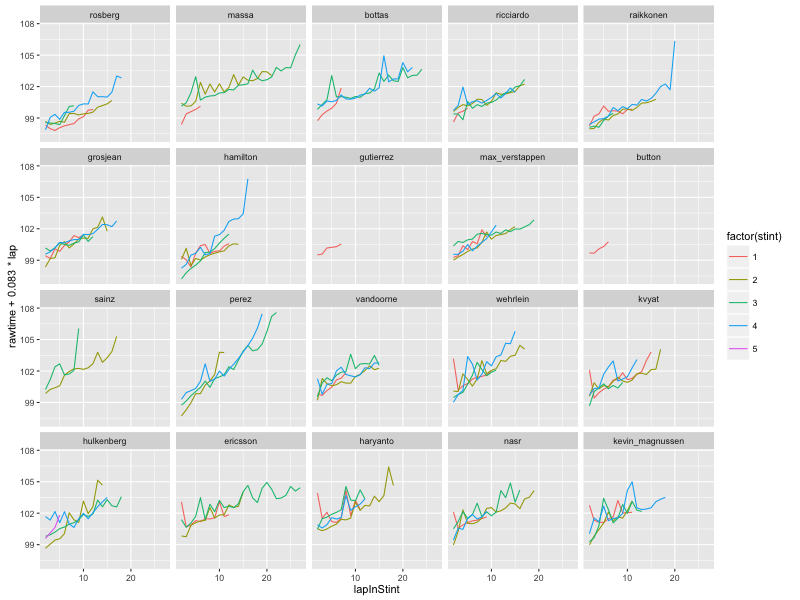 rosberg massa bottas ricciardo raikkonen
108
105
102
99
grosjean hamilton gutierrez max_verstappen button
108
105
102
99
sainz perez vandoorne wehrlein kvyat
108
105
102
99
hulkenberg ericsson haryanto nasr kevin_magnussen
108
105
102
99
10 20 10 20 10 20 10 20 10 20
lapInStint
rawtime + 0.083 * lap
factor(stint)
1
2
3
4
5